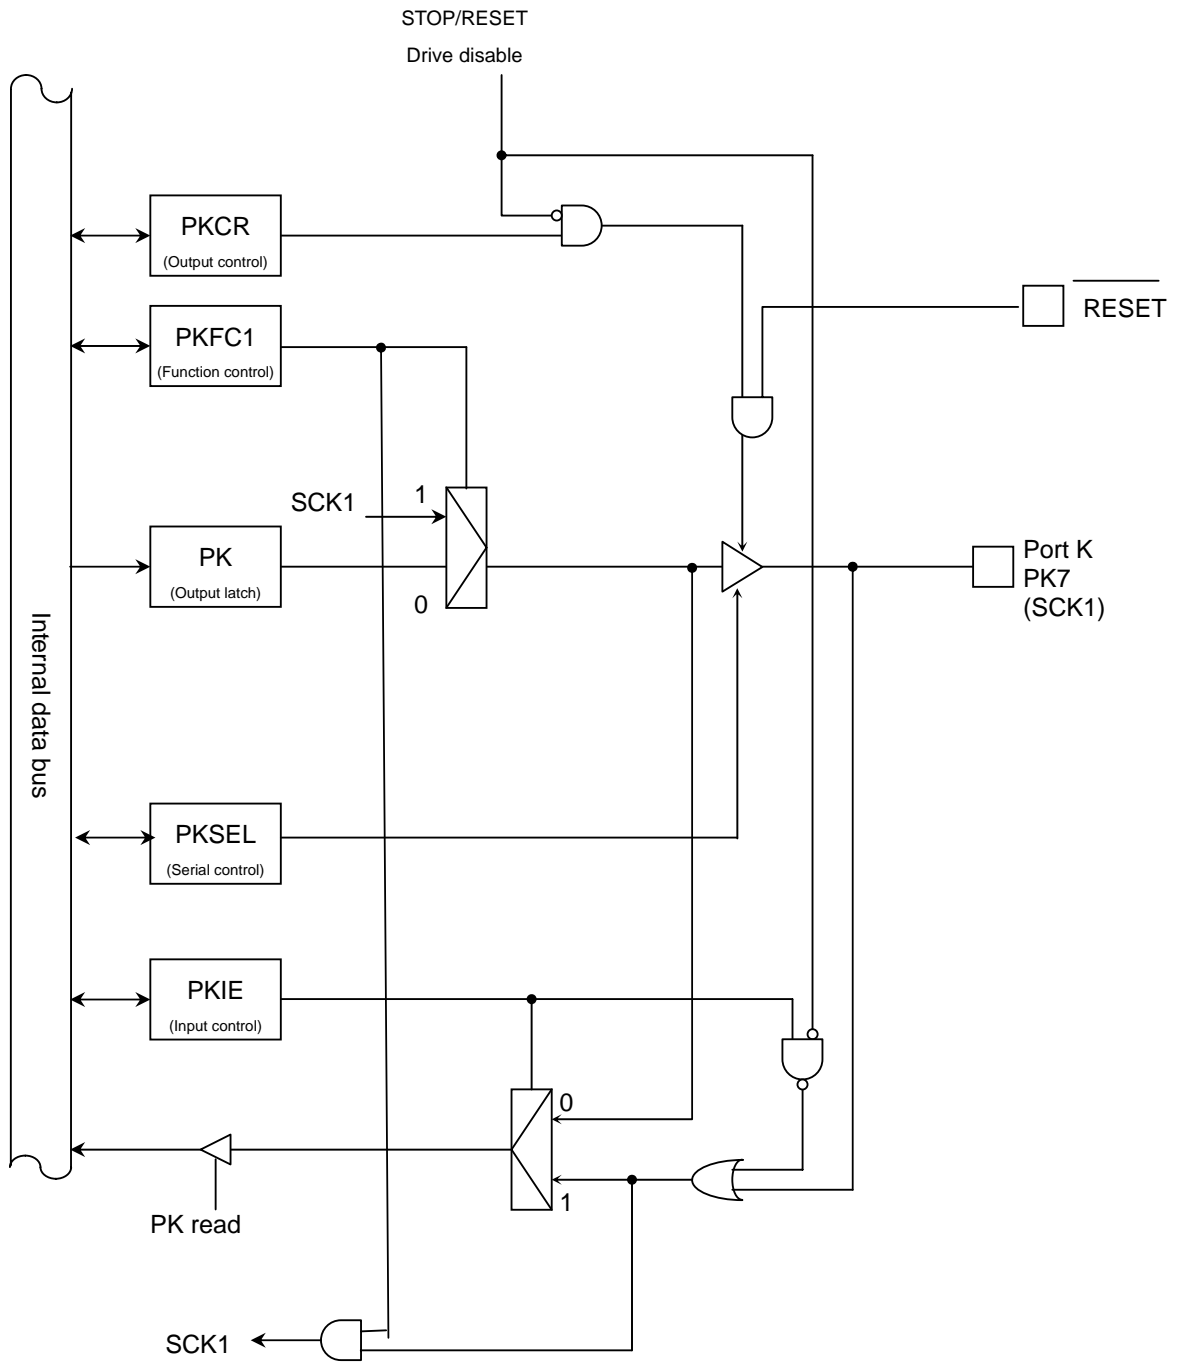 STOP/RESET
Drive disable
PKCR
(Output control)
RESET
PKFC1
(Function control)
SCK1
1
PK
(Output latch)
0
Port K
PK7
(SCK1)
Internal data bus
PKSEL
(Serial control)
PKIE
(Input control)
0
1
PK read
SCK1